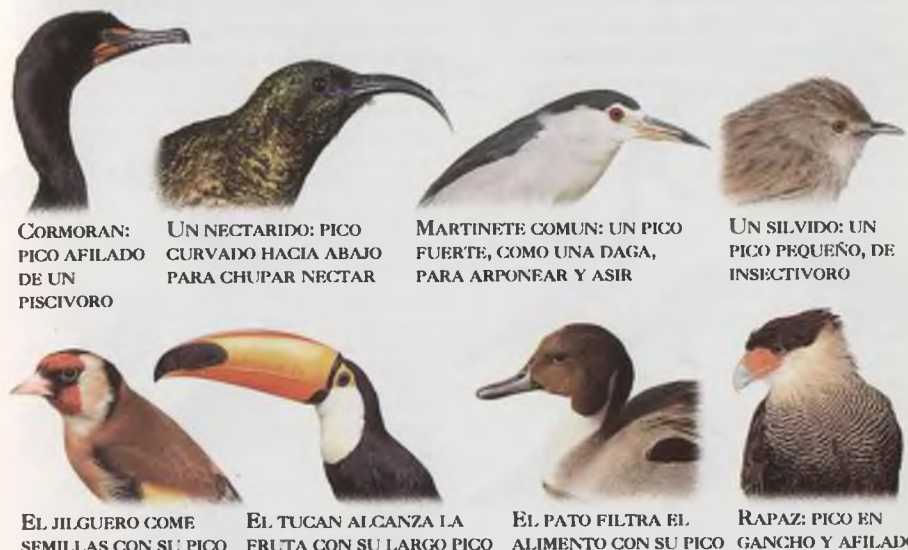 CORMORAN:
PICO AFILADO
DE UN
PISCIVORO
UN NECTARIDO: PICO
CURVADO HACIA ABAJO
PARA CHUPAR NECTAR
MARTINETE COMUN: UN PICO
FUERTE, COMO UNA DAGA,
PARA ARPONEAR Y ASIR
UN SILVIDO: UN
PICO PEQUEÑO, DE
INSECTIVORO
EL JILGUERO COME
SEMILLAS CON SU PICO
EL TUCAN ALCANZA LA
FRUTA CON SU LARGO PICO
EL PATO FILTRA EL
ALIMENTO CON SU PICO
RAPAZ: PICO EN
GANCHO Y AFILADO